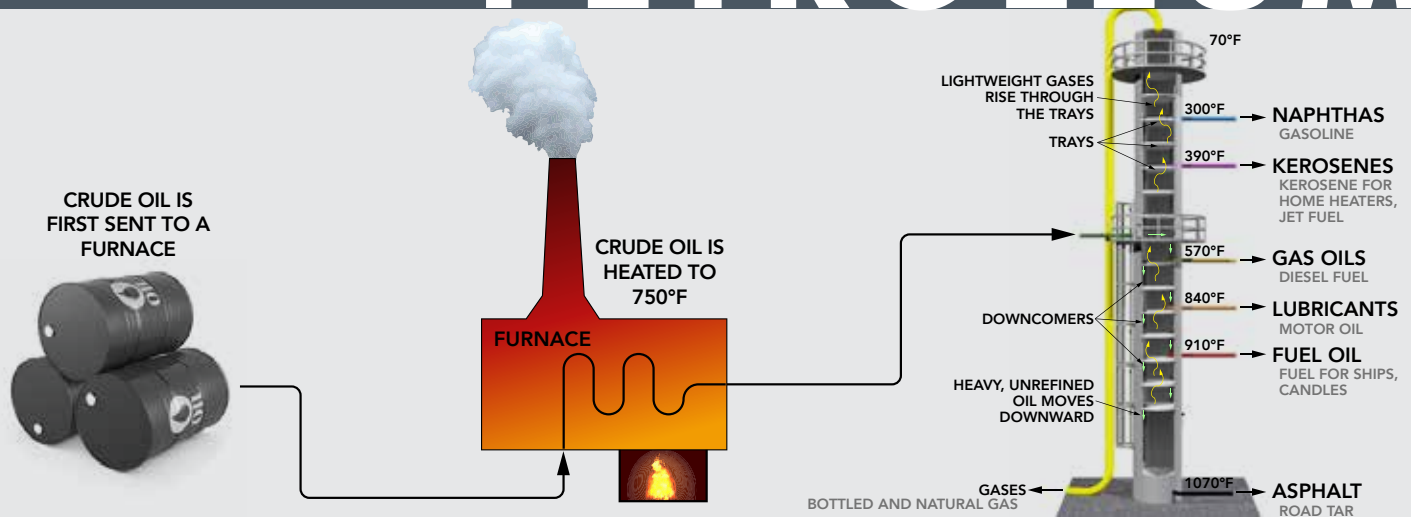 PETROLEUM
CRUDE OIL IS
FIRST SENT TO A
FURNACE
OIL
OIL
CRUDE OIL IS
HEATED TO
750°F
FURNACE
70°F
LIGHTWEIGHT GASES
RISE THROUGH
THE TRAYS
TRAYS
300°F
NAPHTHAS
GASOLINE
390°F
KEROSENES
KEROSENE FOR
HOME HEATERS,
JET FUEL
570°F
GAS OILS
DIESEL FUEL
840°F
LUBRICANTS
MOTOR OIL
DOWNCOMERS
910°F
FUEL OIL
FUEL FOR SHIPS,
CANDLES
HEAVY, UNREFINED
OIL MOVES
DOWNWARD
1070°F
ASPHALT
ROAD TAR
GASES
BOTTLED AND NATURAL GAS